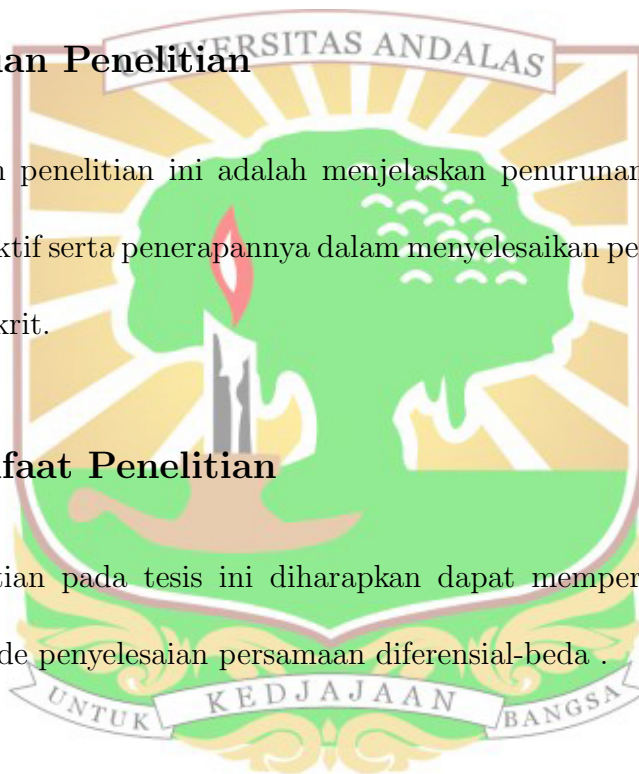 UNIVERSITAS ANDALAS
uan Penelitian
n penelitian ini adalah menjelaskan penurunan
ktif serta penerapannya dalam menyelesaikan pe
krit.
faat Penelitian
tian pada tesis ini diharapkan dapat memper
de penyelesaian persamaan diferensial-beda .
UNTUK KEDJAJAAN BANGSA